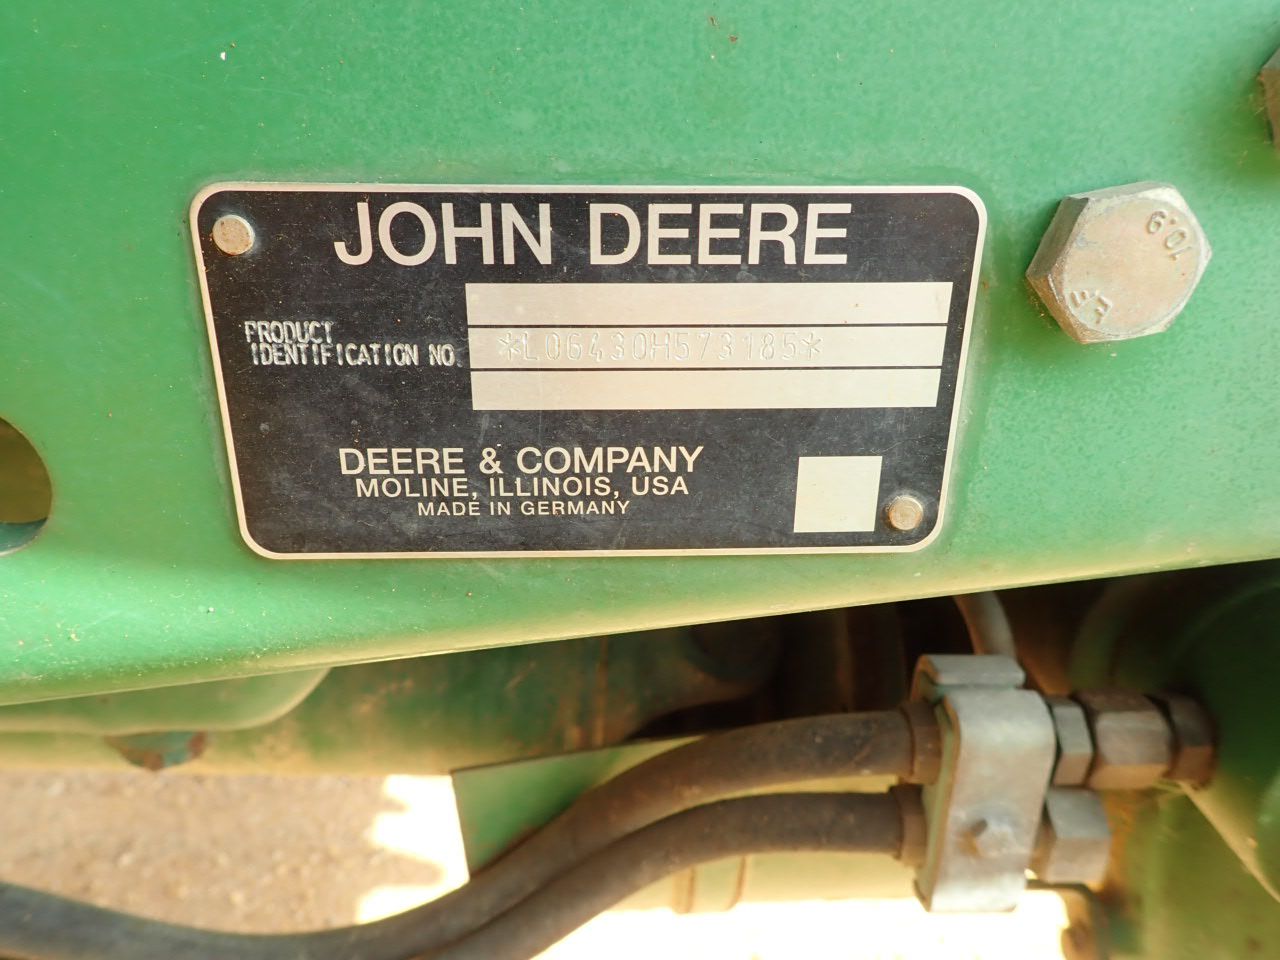 JOHN DEERE
PRODUCT
IDENTIFICATION NO.
*L06430H573185*
DEERE & COMPANY
MOLINE, ILLINOIS, USA
MADE IN GERMANY
10.9